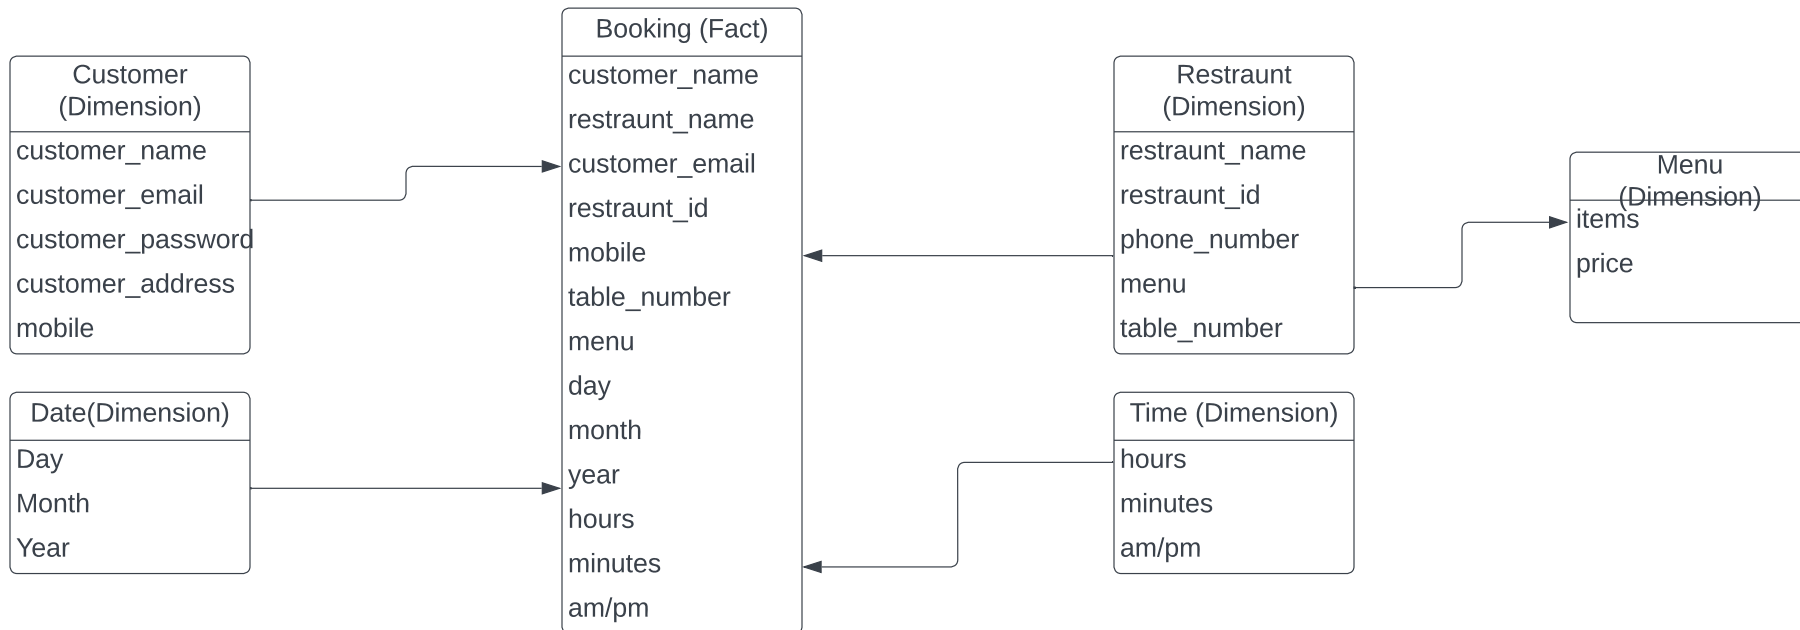 Customer
(Dimension)
customer_name
customer_email
customer_password
customer_address
mobile
Date(Dimension)
Day
Month
Year
Booking (Fact)
customer_name
restraunt_name
customer_email
restraunt_id
mobile
table_number
menu
day
month
year
hours
minutes
am/pm
Restraunt
(Dimension)
restraunt_name
restraunt_id
phone_number
menu
table_number
Time (Dimension)
hours
minutes
am/pm
Menu
(Dimension)
items
price